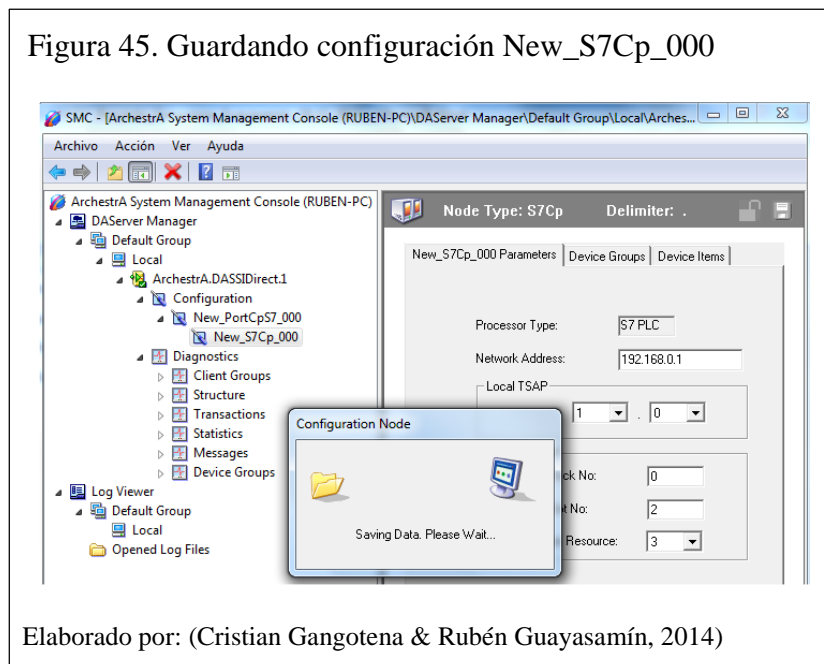 Figura 45. Guardando configuración New_S7Cp_000
SMC - [ArchestrA System Management Console (RUBEN-PC)\DAServer Manager\Default Group\Local\Arches...
Archivo Acción Ver Ayuda
ArchestrA System Management Console (RUBEN-PC)
DAServer Manager
Default Group
Local
ArchestrA.DASSIDirect.1
Configuration
New_PortCpS7_000
New_S7Cp_000
Diagnostics
Client Groups
Structure
Transactions
Statistics
Messages
Device Groups
Log Viewer
Default Group
Local
Opened Log Files
Node Type: S7Cp Delimiter: .
New_S7Cp_000 Parameters Device Groups Device Items
Processor Type: S7 PLC
Network Address: 192.168.0.1
Local TSAP
1 . 0
No: 0
No: 2
Resource: 3
Configuration Node
Saving Data. Please Wait...
Elaborado por: (Cristian Gangotena & Rubén Guayasamín, 2014)